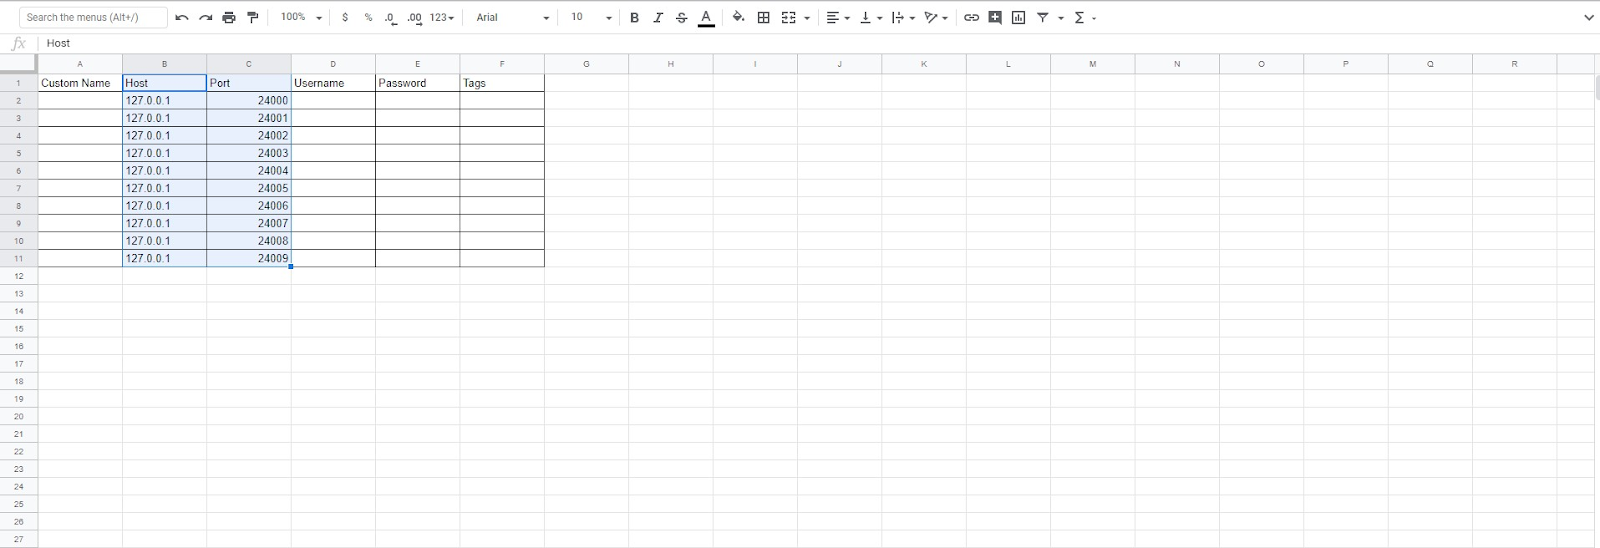 Search the menus (Alt+/) 100% $ % .0 .00 123 Arial 10 B I S A Σ
fx Host
A B C D E F G H I J K L M N O P Q R
1 Custom Name Host Port Username Password Tags
2 127.0.0.1 24000
3 127.0.0.1 24001
4 127.0.0.1 24002
5 127.0.0.1 24003
6 127.0.0.1 24004
7 127.0.0.1 24005
8 127.0.0.1 24006
9 127.0.0.1 24007
10 127.0.0.1 24008
11 127.0.0.1 24009
12
13
14
15
16
17
18
19
20
21
22
23
24
25
26
27